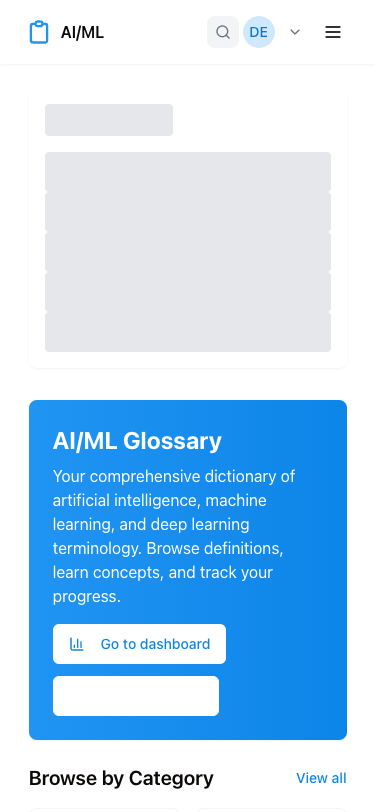 AI/ML
DE
AI/ML Glossary
Your comprehensive dictionary of
artificial intelligence, machine
learning, and deep learning
terminology. Browse definitions,
learn concepts, and track your
progress.
Go to dashboard
Browse by Category
View all